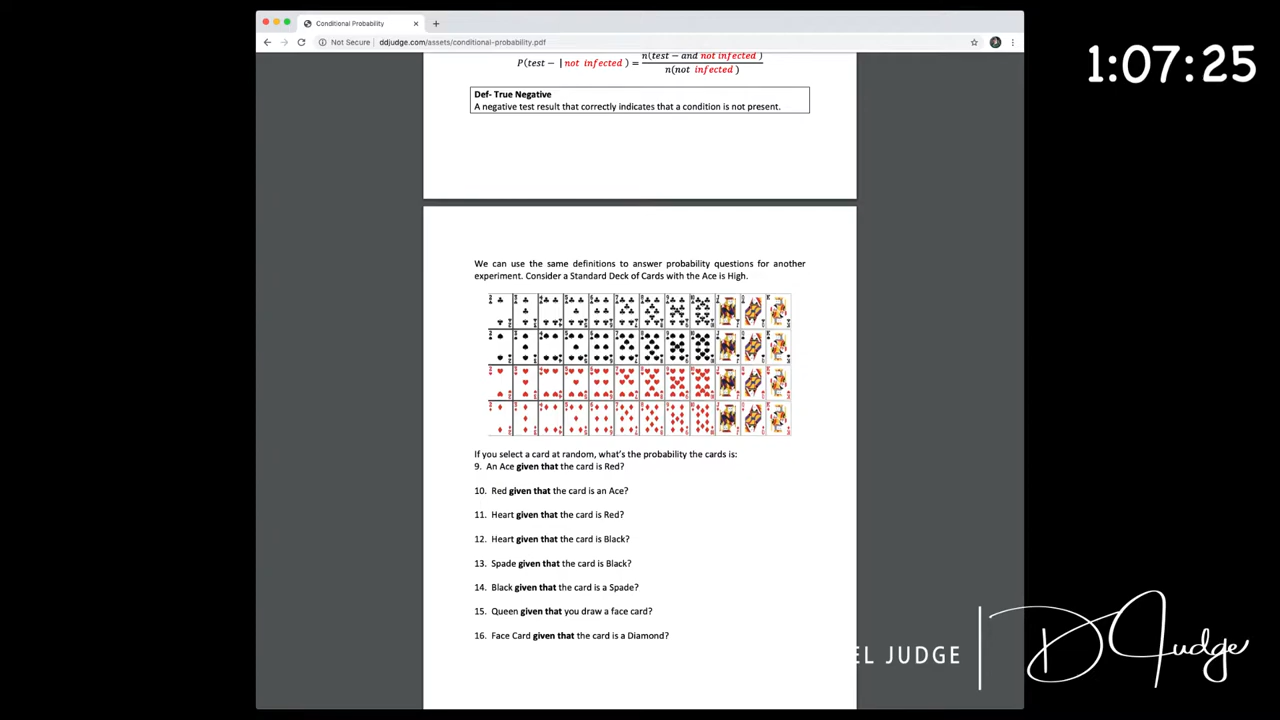 Conditional Probability
1:07:25
Not Secure | ddjudge.com/assets/conditional-probability.pdf
P(test − | not infected ) = n(test − and not infected ) / n(not infected )
Def- True Negative
A negative test result that correctly indicates that a condition is not present.
We can use the same definitions to answer probability questions for another
experiment. Consider a Standard Deck of Cards with the Ace is High.
If you select a card at random, what's the probability the cards is:
9. An Ace given that the card is Red?
10. Red given that the card is an Ace?
11. Heart given that the card is Red?
12. Heart given that the card is Black?
13. Spade given that the card is Black?
14. Black given that the card is a Spade?
15. Queen given that you draw a face card?
16. Face Card given that the card is a Diamond?
EL JUDGE
D Judge